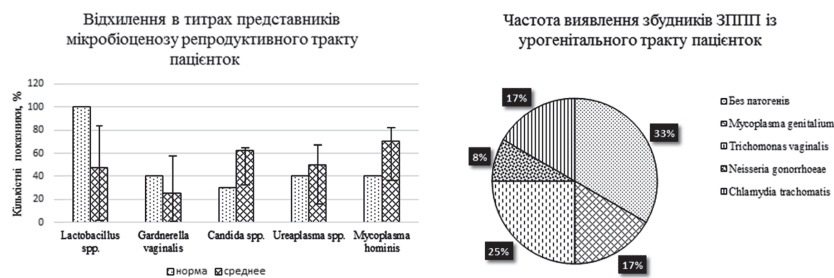 Відхилення в титрах представників
мікробіоценозу репродуктивного тракту
пацієнток
Кількістні показники, %
120
100
80
60
40
20
0
Lactobacillus
spp.
Gardnerella
vaginalis
Candida spp.
Ureaplasma spp.
Mycoplasma
hominis
норма
среднее
Частота виявлення збудників ЗППП із
урогенітального тракту пацієнток
17%
33%
8%
25%
17%
Без патогенів
Mycoplasma genitalium
Trichomonas vaginalis
Neisseria gonorrhoeae
Chlamydia trachomatis